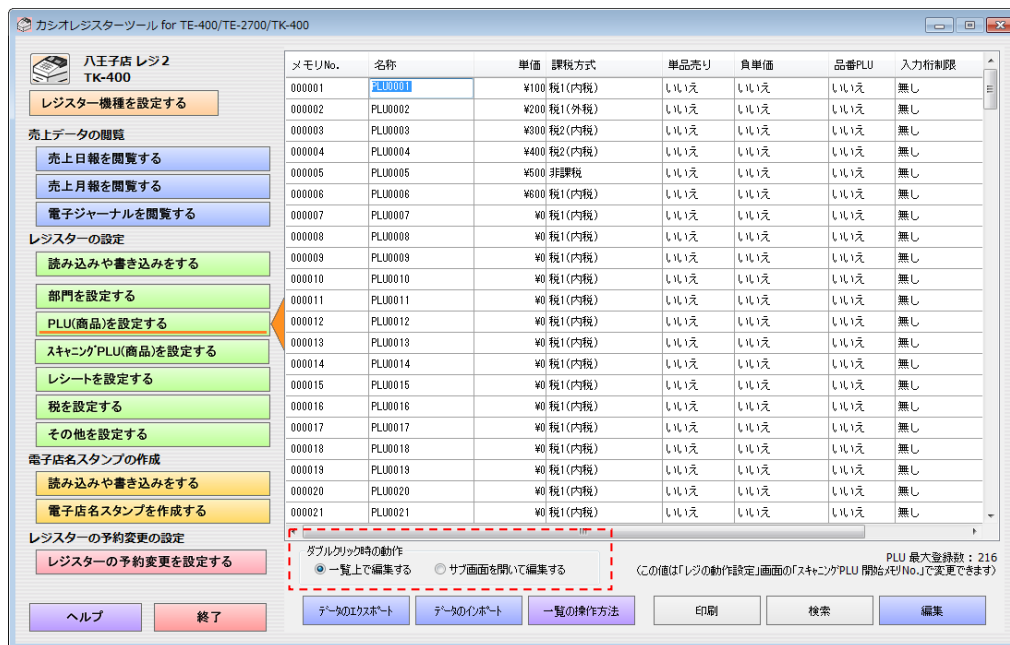 カシオレジスターツール for TE-400/TE-2700/TK-400
八王子店 レジ2
TK-400
レジスター機種を設定する
売上データの閲覧
売上日報を閲覧する
売上月報を閲覧する
電子ジャーナルを閲覧する
レジスターの設定
読み込みや書き込みをする
部門を設定する
PLU(商品)を設定する
スキャニングPLU(商品)を設定する
レシートを設定する
税を設定する
その他を設定する
電子店名スタンプの作成
読み込みや書き込みをする
電子店名スタンプを作成する
レジスターの予約変更の設定
レジスターの予約変更を設定する
ヘルプ 終了
メモリNo. 名称 単価 課税方式 単品売り 負単価 品番PLU 入力桁制限
000001 PLU0001 ¥100 税1(内税) いいえ いいえ いいえ 無し
000002 PLU0002 ¥200 税1(外税) いいえ いいえ いいえ 無し
000003 PLU0003 ¥300 税2(内税) いいえ いいえ いいえ 無し
000004 PLU0004 ¥400 税2(内税) いいえ いいえ いいえ 無し
000005 PLU0005 ¥500 非課税 いいえ いいえ いいえ 無し
000006 PLU0006 ¥600 税1(内税) いいえ いいえ いいえ 無し
000007 PLU0007 ¥0 税1(内税) いいえ いいえ いいえ 無し
000008 PLU0008 ¥0 税1(内税) いいえ いいえ いいえ 無し
000009 PLU0009 ¥0 税1(内税) いいえ いいえ いいえ 無し
000010 PLU0010 ¥0 税1(内税) いいえ いいえ いいえ 無し
000011 PLU0011 ¥0 税1(内税) いいえ いいえ いいえ 無し
000012 PLU0012 ¥0 税1(内税) いいえ いいえ いいえ 無し
000013 PLU0013 ¥0 税1(内税) いいえ いいえ いいえ 無し
000014 PLU0014 ¥0 税1(内税) いいえ いいえ いいえ 無し
000015 PLU0015 ¥0 税1(内税) いいえ いいえ いいえ 無し
000016 PLU0016 ¥0 税1(内税) いいえ いいえ いいえ 無し
000017 PLU0017 ¥0 税1(内税) いいえ いいえ いいえ 無し
000018 PLU0018 ¥0 税1(内税) いいえ いいえ いいえ 無し
000019 PLU0019 ¥0 税1(内税) いいえ いいえ いいえ 無し
000020 PLU0020 ¥0 税1(内税) いいえ いいえ いいえ 無し
000021 PLU0021 ¥0 税1(内税) いいえ いいえ いいえ 無し
ダブルクリック時の動作
一覧上で編集する サブ画面を開いて編集する
PLU 最大登録数：216
(この値は「レジの動作設定」画面の「スキャニングPLU 開始メモリNo.」で変更できます)
データのエクスポート データのインポート 一覧の操作方法 印刷 検索 編集